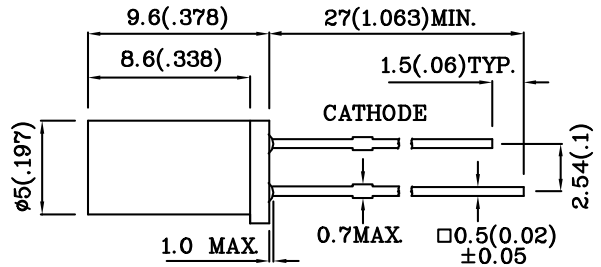 9.6(.378)
27(1.063)MIN.
8.6(.338)
1.5(.06)TYP.
CATHODE
ø5(.197)
2.54(.1)
1.0 MAX.
0.7MAX.
□0.5(0.02)
±0.05